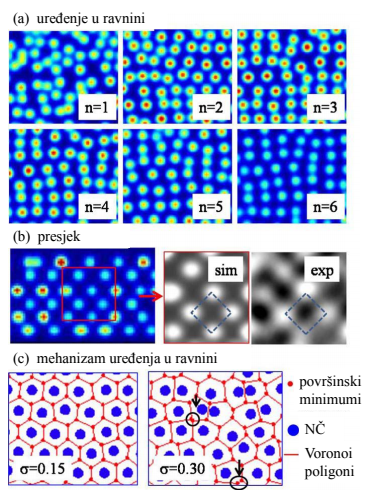 (a) uređenje u ravnini
n=1
n=2
n=3
n=4
n=5
n=6
(b) presjek
sim
exp
(c) mehanizam uređenja u ravnini
σ=0.15
σ=0.30
površinski
minimumi
NČ
Voronoi
poligoni